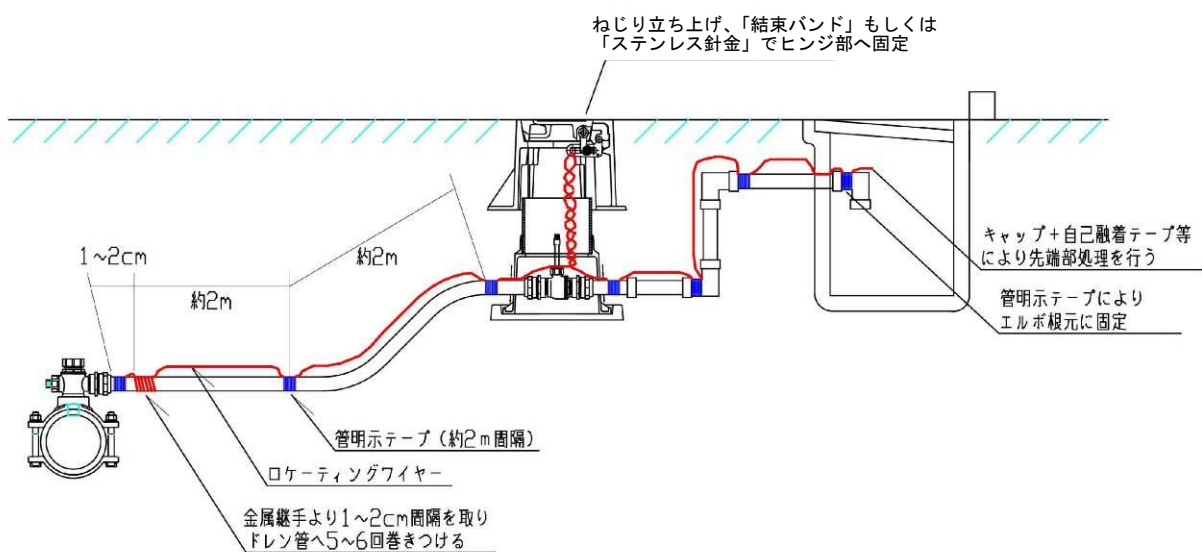 ねじり立ち上げ、「結束バンド」もしくは
「ステンレス針金」でヒンジ部へ固定
1~2cm
約2m
約2m
キャップ+自己融着テープ等
により先端部処理を行う
管明示テープにより
エルボ根元に固定
管明示テープ(約2m間隔)
ロケーティングワイヤー
金属継手より1~2cm間隔を取り
ドレン管へ5~6回巻きつける